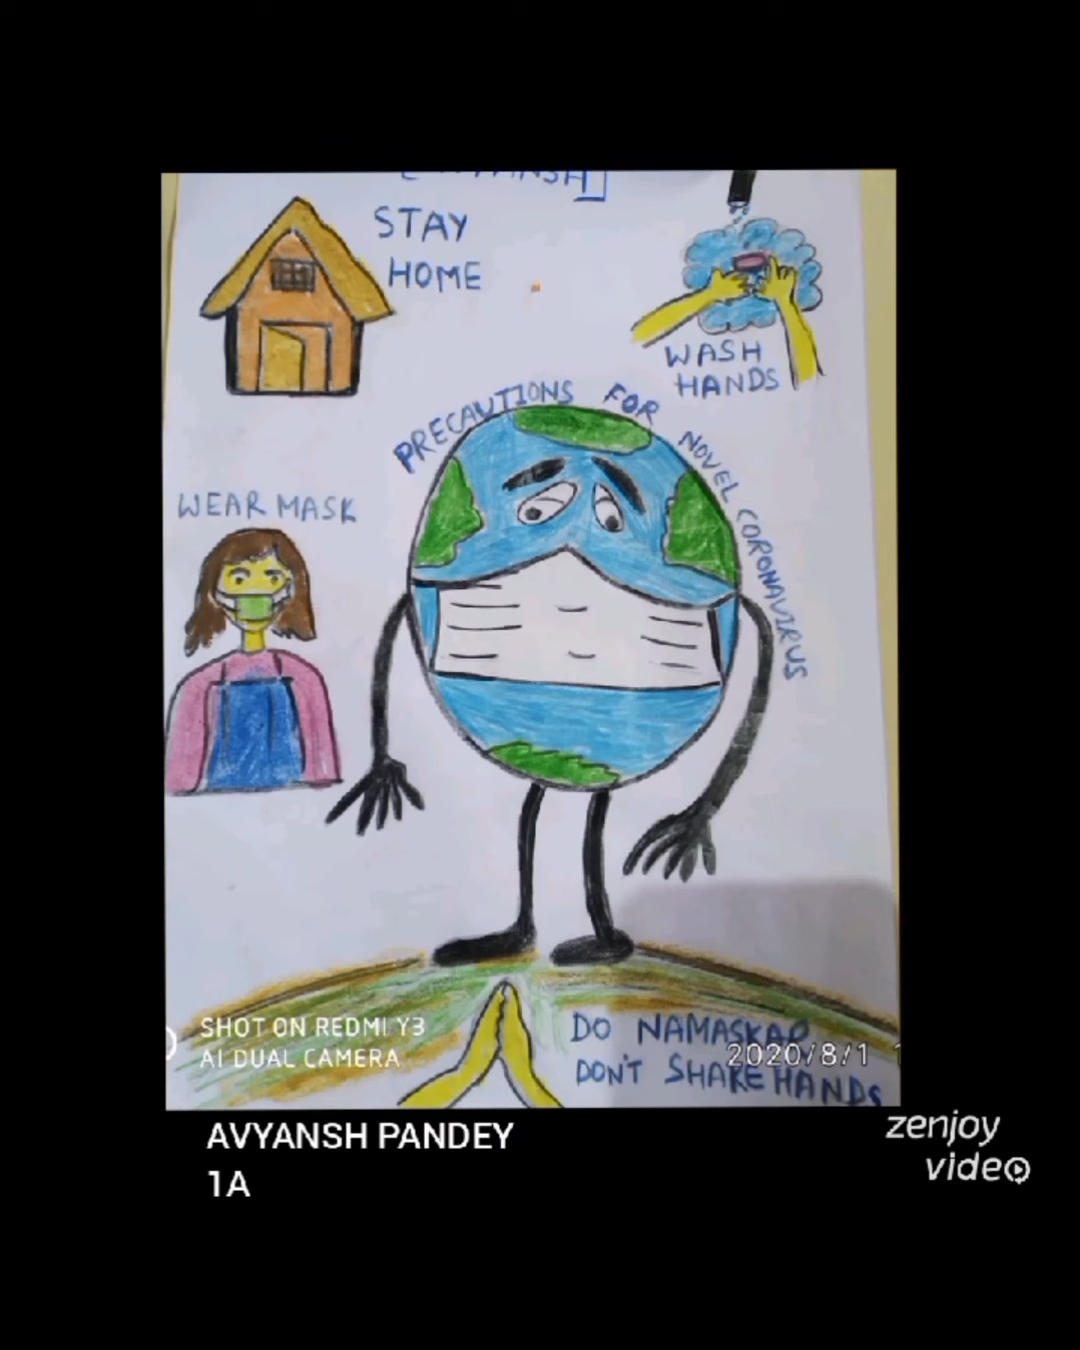 STAY
HOME
WASH
HANDS
PRECAUTIONS FOR NOVEL CORONAVIRUS
WEAR MASK
DO NAMASKAR
DON'T SHAKE HANDS
SHOT ON REDMI Y3
AI DUAL CAMERA
2020/8/1
AVYANSH PANDEY
1A
zenjoy
video